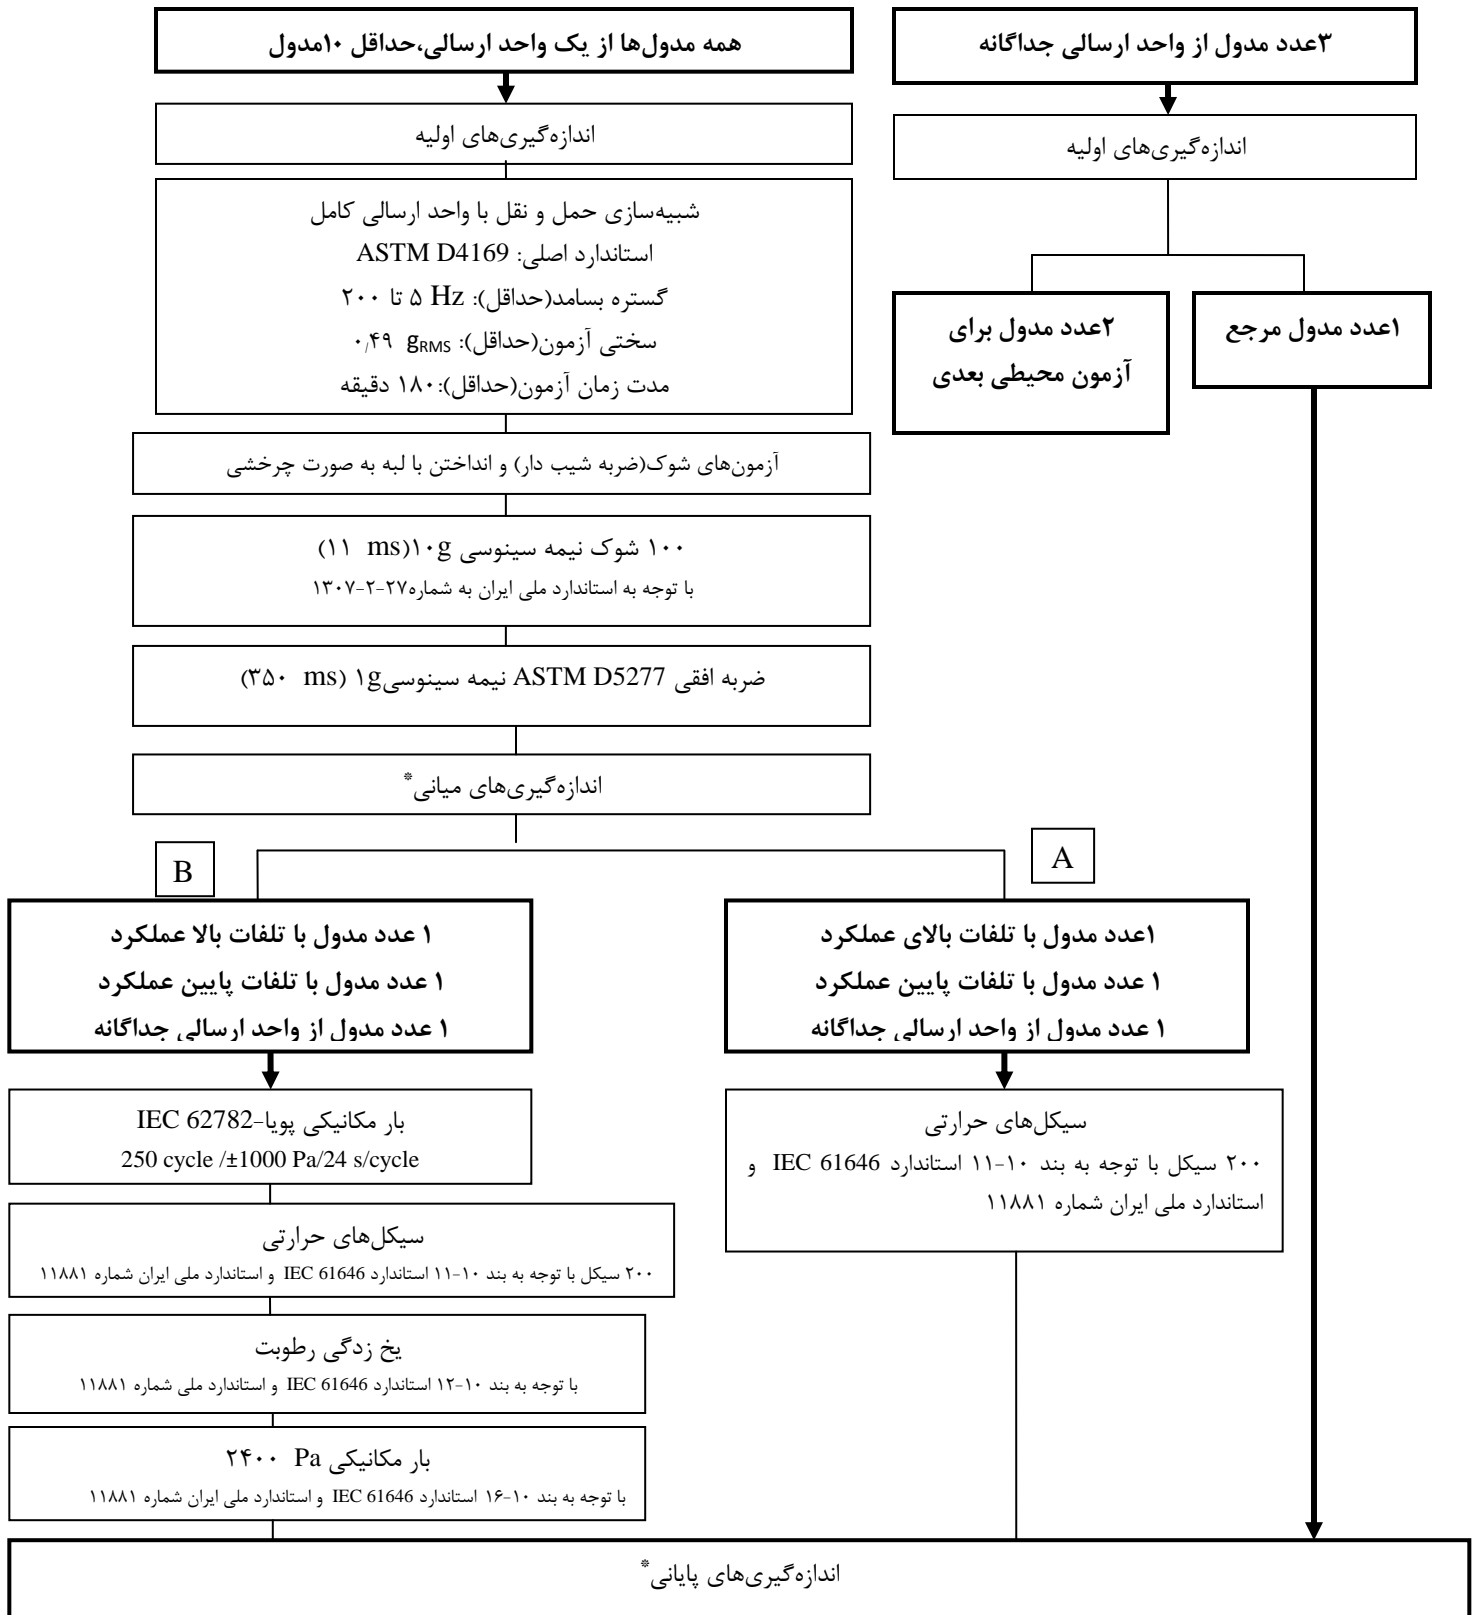 همه مدول‌ها از یک واحد ارسالی،حداقل ۱۰مدول
۳عدد مدول از واحد ارسالی جداگانه
اندازه‌گیری‌های اولیه
اندازه‌گیری‌های اولیه
شبیه‌سازی حمل و نقل با واحد ارسالی کامل
استاندارد اصلی: ASTM D4169
گستره بسامد(حداقل): ۵ Hz تا ۲۰۰
سختی آزمون(حداقل): ۰٫۴۹ gRMS
مدت زمان آزمون(حداقل):۱۸۰ دقیقه
۱عدد مدول مرجع
۲عدد مدول برای
آزمون محیطی بعدی
آزمون‌های شوک(ضربه شیب دار) و انداختن با لبه به صورت چرخشی
۱۰۰ شوک نیمه سینوسی ۱۰g(۱۱ ms)
با توجه به استاندارد ملی ایران به شماره۲۷-۲-۱۳۰۷
ضربه افقی ASTM D5277 نیمه سینوسی۱g (۳۵۰ ms)
اندازه‌گیری‌های میانی*
A
B
۱عدد مدول با تلفات بالای عملکرد
۱ عدد مدول با تلفات پایین عملکرد
۱ عدد مدول از واحد ارسالی جداگانه
۱ عدد مدول با تلفات بالا عملکرد
۱ عدد مدول با تلفات پایین عملکرد
۱ عدد مدول از واحد ارسالی جداگانه
سیکل‌های حرارتی
۲۰۰ سیکل با توجه به بند ۱۰-۱۱ استاندارد IEC 61646 و
استاندارد ملی ایران شماره ۱۱۸۸۱
بار مکانیکی پویا-IEC 62782
250 cycle /±1000 Pa/24 s/cycle
سیکل‌های حرارتی
۲۰۰ سیکل با توجه به بند ۱۰-۱۱ استاندارد IEC 61646 و استاندارد ملی ایران شماره ۱۱۸۸۱
یخ زدگی رطوبت
با توجه به بند ۱۰-۱۲ استاندارد IEC 61646 و استاندارد ملی شماره ۱۱۸۸۱
بار مکانیکی ۲۴۰۰ Pa
با توجه به بند ۱۰-۱۶ استاندارد IEC 61646 و استاندارد ملی ایران شماره ۱۱۸۸۱
اندازه‌گیری‌های پایانی*